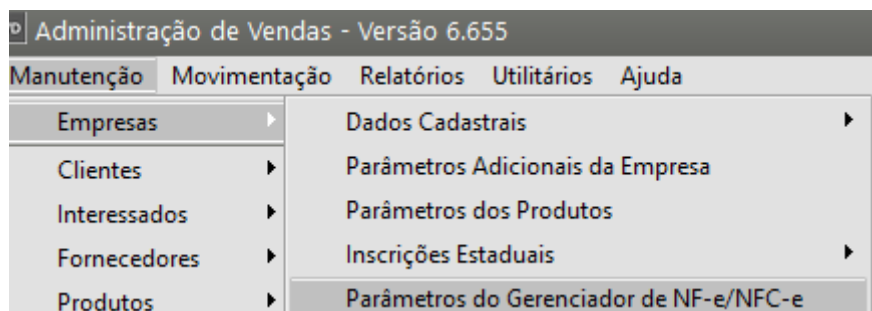 Administração de Vendas - Versão 6.655
Manutenção Movimentação Relatórios Utilitários Ajuda
Empresas
Clientes
Interessados
Fornecedores
Produtos
Dados Cadastrais
Parâmetros Adicionais da Empresa
Parâmetros dos Produtos
Inscrições Estaduais
Parâmetros do Gerenciador de NF-e/NFC-e